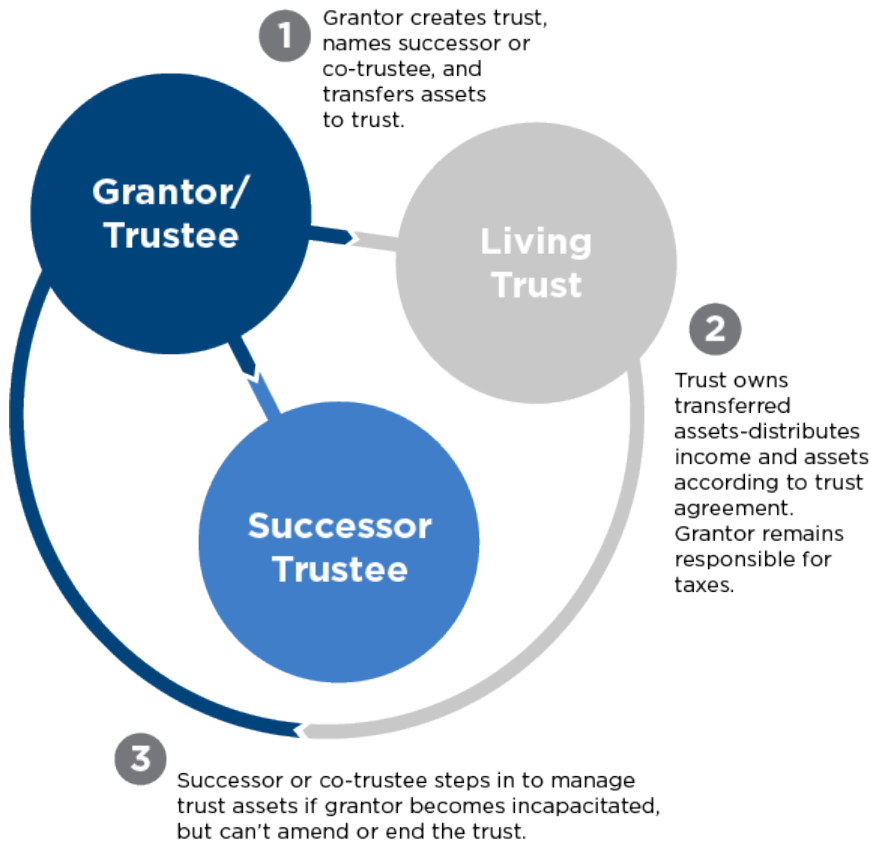 1
Grantor creates trust,
names successor or
co-trustee, and
transfers assets
to trust.
Grantor/
Trustee
Living
Trust
2
Trust owns
transferred
assets-distributes
income and assets
according to trust
agreement.
Grantor remains
responsible for
taxes.
Successor
Trustee
3
Successor or co-trustee steps in to manage
trust assets if grantor becomes incapacitated,
but can’t amend or end the trust.